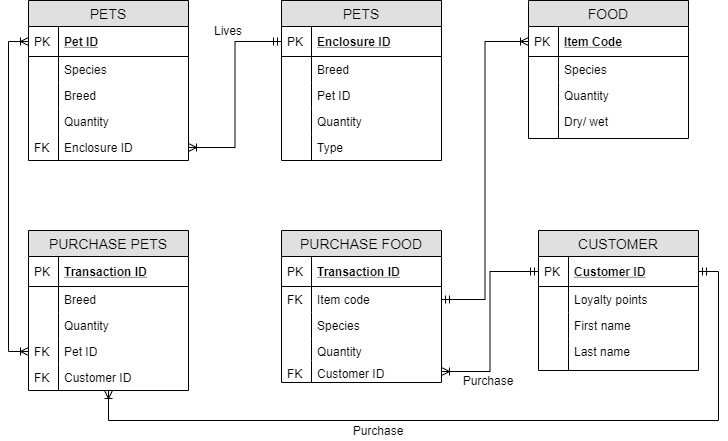 PETS
PK Pet ID
Species
Breed
Quantity
FK Enclosure ID
Lives
PETS
PK Enclosure ID
Breed
Pet ID
Quantity
Type
FOOD
PK Item Code
Species
Quantity
Dry/ wet
PURCHASE PETS
PK Transaction ID
Breed
Quantity
FK Pet ID
FK Customer ID
PURCHASE FOOD
PK Transaction ID
FK Item code
Species
Quantity
FK Customer ID
Purchase
CUSTOMER
PK Customer ID
Loyalty points
First name
Last name
Purchase